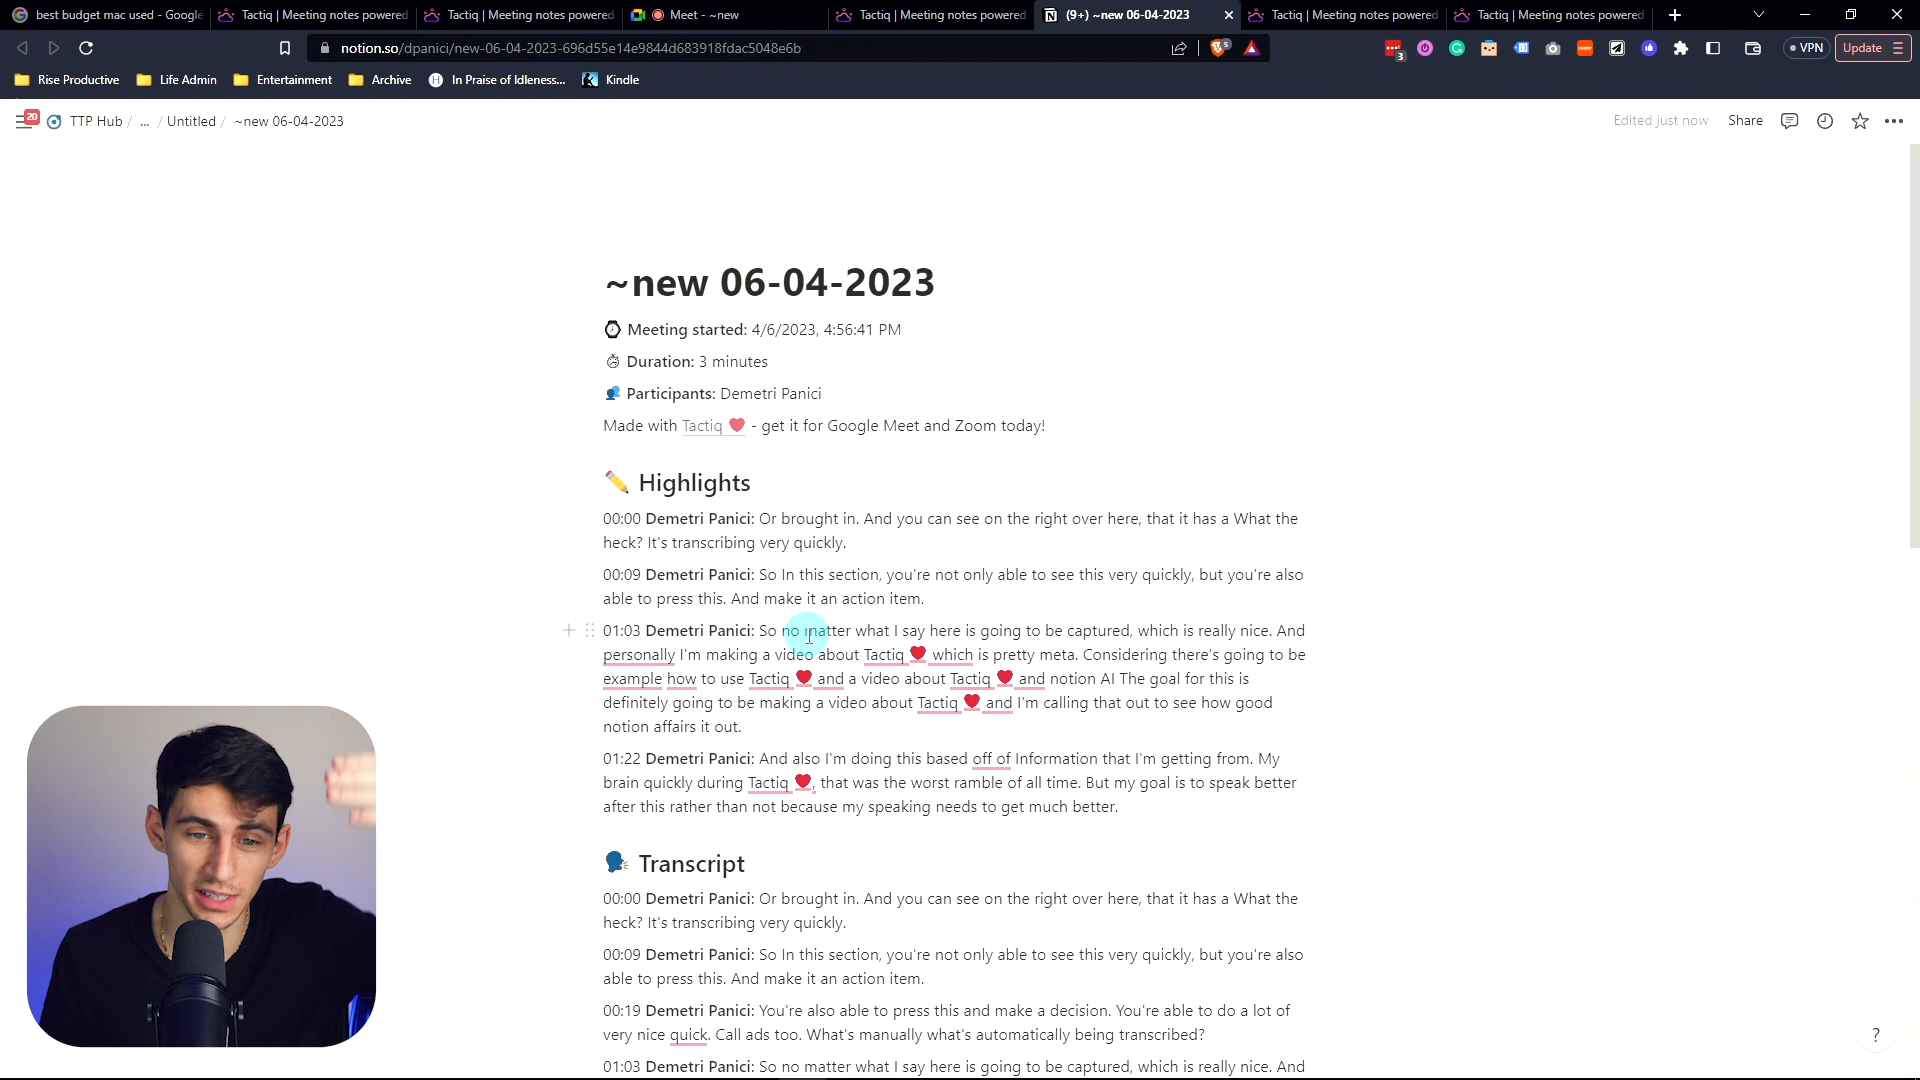 best budget mac used - Google
Tactiq | Meeting notes powered
Tactiq | Meeting notes powered
Meet - ~new
Tactiq | Meeting notes powered
(9+) ~new 06-04-2023
Tactiq | Meeting notes powered
Tactiq | Meeting notes powered
notion.so/dpanici/new-06-04-2023-696d55e14e9844d683918fdac5048e6b
5
3
VPN
Update
Rise Productive
Life Admin
Entertainment
Archive
In Praise of Idleness...
Kindle
20
TTP Hub / ... / Untitled / ~new 06-04-2023
Edited just now
Share
~new 06-04-2023
Meeting started: 4/6/2023, 4:56:41 PM
Duration: 3 minutes
Participants: Demetri Panici
Made with Tactiq ❤ - get it for Google Meet and Zoom today!
Highlights
00:00 Demetri Panici: Or brought in. And you can see on the right over here, that it has a What the
heck? It's transcribing very quickly.
00:09 Demetri Panici: So In this section, you're not only able to see this very quickly, but you're also
able to press this. And make it an action item.
01:03 Demetri Panici: So no matter what I say here is going to be captured, which is really nice. And
personally I'm making a video about Tactiq ❤ which is pretty meta. Considering there's going to be
example how to use Tactiq ❤ and a video about Tactiq ❤ and notion AI The goal for this is
definitely going to be making a video about Tactiq ❤ and I'm calling that out to see how good
notion affairs it out.
01:22 Demetri Panici: And also I'm doing this based off of Information that I'm getting from. My
brain quickly during Tactiq ❤, that was the worst ramble of all time. But my goal is to speak better
after this rather than not because my speaking needs to get much better.
Transcript
00:00 Demetri Panici: Or brought in. And you can see on the right over here, that it has a What the
heck? It's transcribing very quickly.
00:09 Demetri Panici: So In this section, you're not only able to see this very quickly, but you're also
able to press this. And make it an action item.
00:19 Demetri Panici: You're also able to press this and make a decision. You're able to do a lot of
very nice quick. Call ads too. What's manually what's automatically being transcribed?
01:03 Demetri Panici: So no matter what I say here is going to be captured, which is really nice. And
?